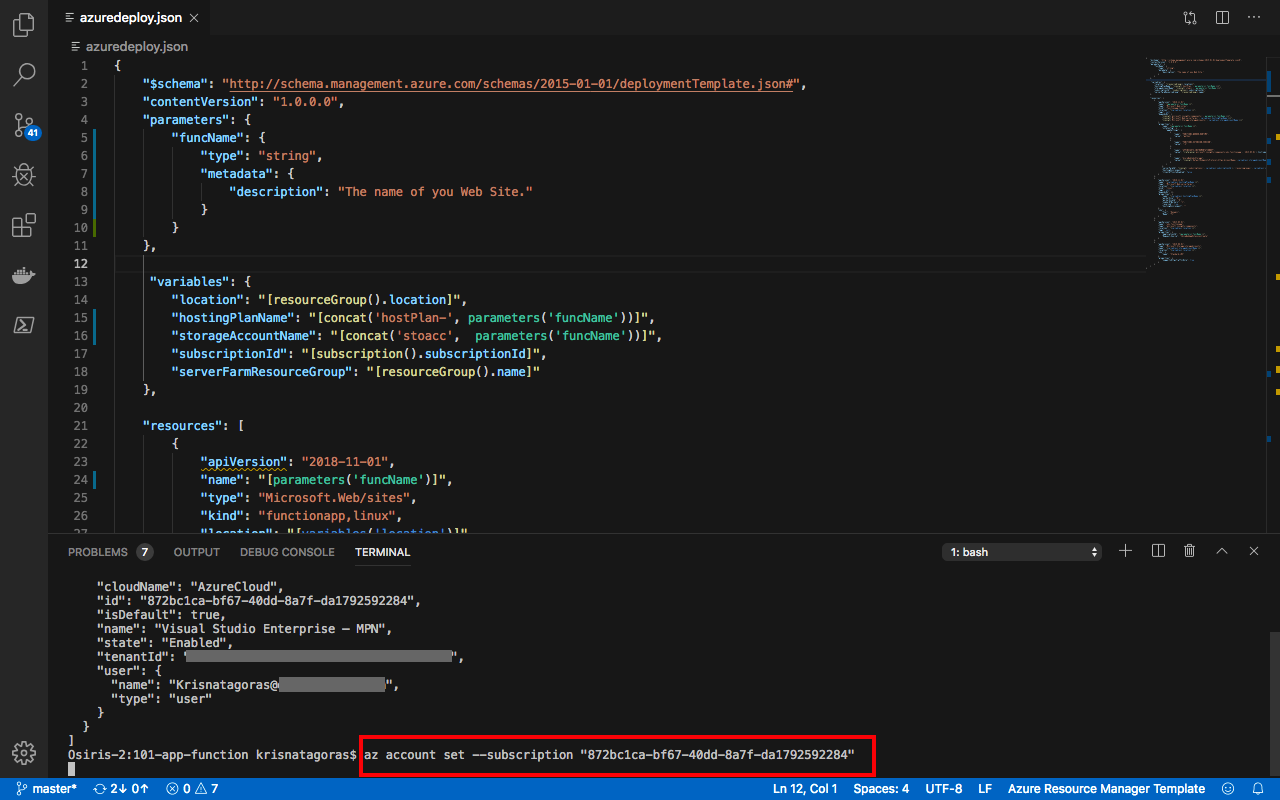 azuredeploy.json
azuredeploy.json
1 {
2 "$schema": "http://schema.management.azure.com/schemas/2015-01-01/deploymentTemplate.json#",
3 "contentVersion": "1.0.0.0",
4 "parameters": {
5 "funcName": {
6 "type": "string",
7 "metadata": {
8 "description": "The name of you Web Site."
9 }
10 }
11 },
12
13 "variables": {
14 "location": "[resourceGroup().location]",
15 "hostingPlanName": "[concat('hostPlan-', parameters('funcName'))]",
16 "storageAccountName": "[concat('stoacc', parameters('funcName'))]",
17 "subscriptionId": "[subscription().subscriptionId]",
18 "serverFarmResourceGroup": "[resourceGroup().name]"
19 },
20
21 "resources": [
22 {
23 "apiVersion": "2018-11-01",
24 "name": "[parameters('funcName')]",
25 "type": "Microsoft.Web/sites",
26 "kind": "functionapp,linux",
27 "location": "[variables('location')]"
41
PROBLEMS 7 OUTPUT DEBUG CONSOLE TERMINAL 1: bash
"cloudName": "AzureCloud",
"id": "872bc1ca-bf67-40dd-8a7f-da1792592284",
"isDefault": true,
"name": "Visual Studio Enterprise – MPN",
"state": "Enabled",
"tenantId": "",
"user": {
"name": "Krisnatagoras@",
"type": "user"
}
}
]
Osiris-2:101-app-function krisnatagoras$ az account set --subscription "872bc1ca-bf67-40dd-8a7f-da1792592284"
master* 2↓ 0↑ 0 7 Ln 12, Col 1 Spaces: 4 UTF-8 LF Azure Resource Manager Template